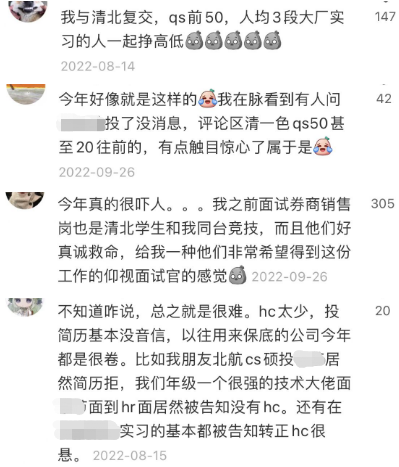 我与清北复交，qs前50，人均3段大厂实
147
习的人一起挣高低🗿🗿🗿🗿🗿
2022-08-14
今年好像就是这样的😂我在脉看到有人问
42
投了没消息，评论区清一色qs50甚
至20往前的，有点触目惊心了属于是😂
2022-09-26
今年真的很吓人。。。我之前面试券商销售
305
岗也是清北学生和我同台竞技，而且他们好
真诚救命，给我一种他们非常希望得到这份
工作的仰视面试官的感觉🗿 2022-09-26
不知道咋说，总之就是很难。hc太少，投
20
简历基本没音信，以往用来保底的公司今年
都是很卷。比如我朋友北航cs硕投 居
然简历拒，我们年级一个很强的技术大佬面
面到hr面居然被告知没有hc。还有在
实习的基本都被告知转正hc很
悬。 2022-08-15